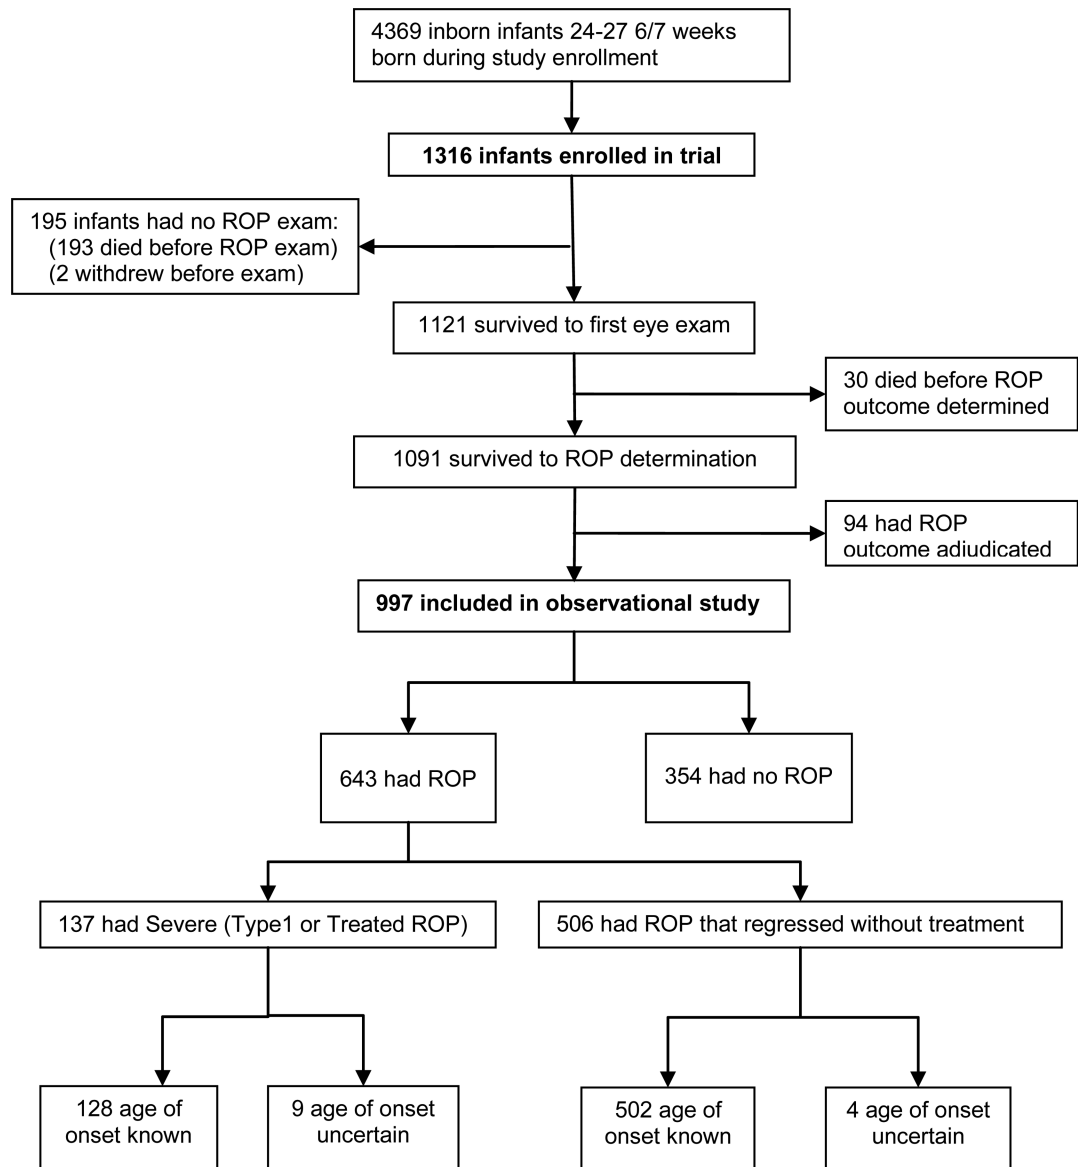 4369 inborn infants 24-27 6/7 weeks
born during study enrollment
1316 infants enrolled in trial
195 infants had no ROP exam:
(193 died before ROP exam)
(2 withdrew before exam)
1121 survived to first eye exam
30 died before ROP
outcome determined
1091 survived to ROP determination
94 had ROP
outcome adiudicated
997 included in observational study
643 had ROP
354 had no ROP
137 had Severe (Type1 or Treated ROP)
506 had ROP that regressed without treatment
128 age of
onset known
9 age of onset
uncertain
502 age of
onset known
4 age of onset
uncertain